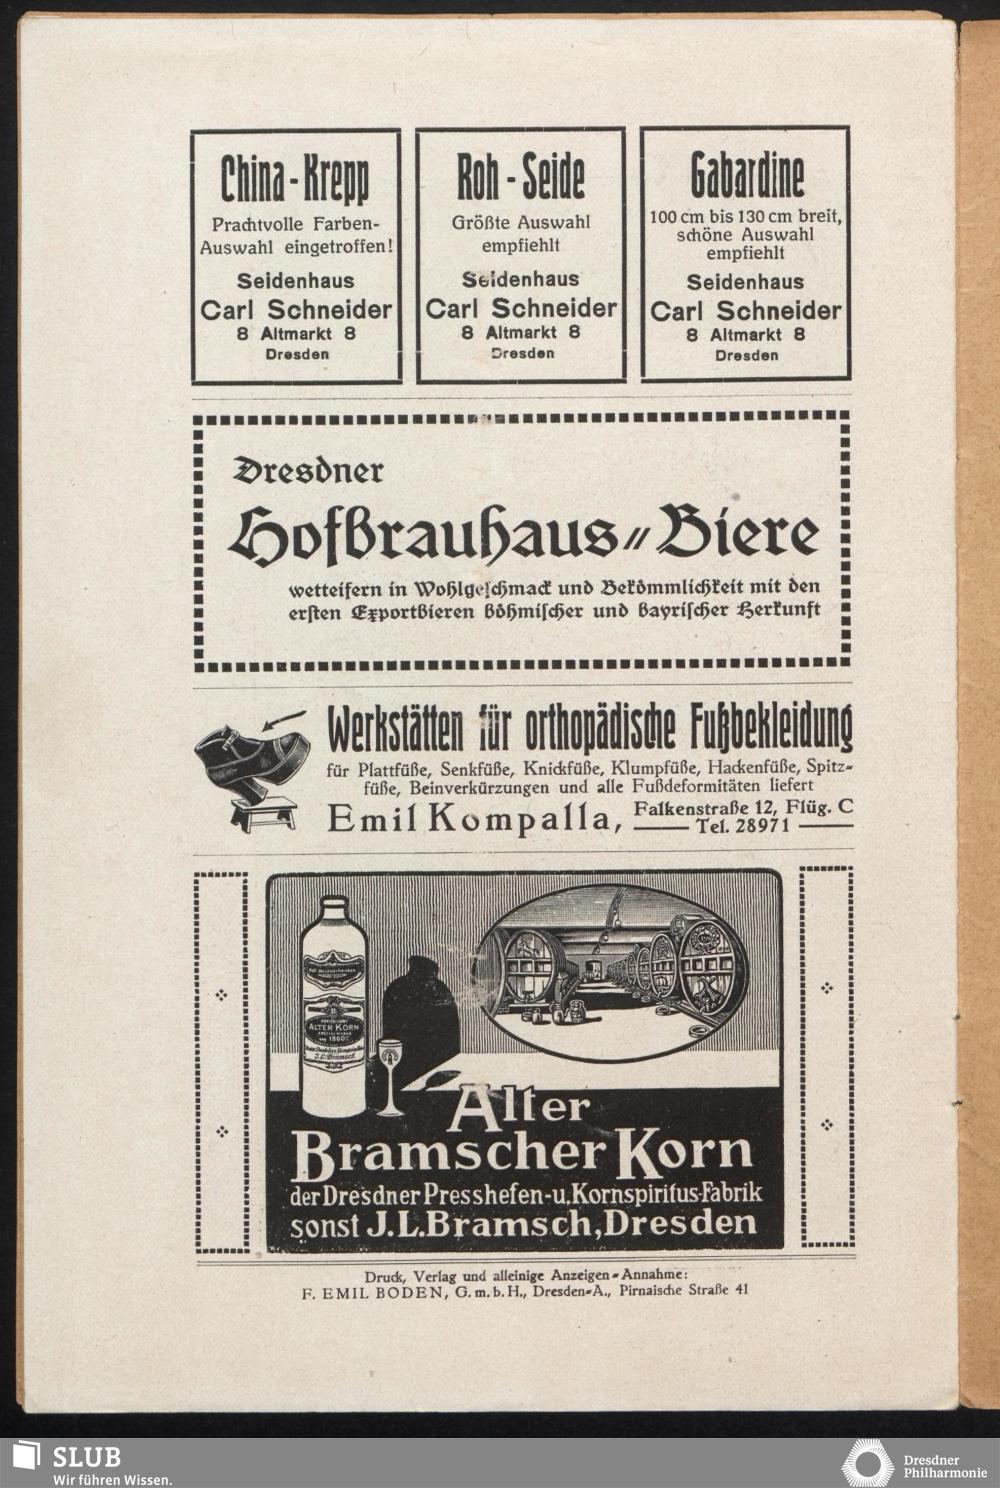 China-Krepp
Prachtvolle Farben-
Auswahl eingetroffen!
Seidenhaus
Carl Schneider
8 Altmarkt 8
Dresden
Roh-Seide
Größte Auswahl
empfiehlt
Seidenhaus
Carl Schneider
8 Altmarkt 8
Dresden
Gabardine
100 cm bis 130 cm breit,
schöne Auswahl
empfiehlt
Seidenhaus
Carl Schneider
8 Altmarkt 8
Dresden
Dresdner
Hofbrauhaus-Biere
wetteifern in Wohlgeschmack und Bekömmlichkeit mit den
ersten Exportbieren böhmischer und bayrischer Herkunft
Werkstätten für orthopädische Fußbekleidung
für Plattfüße, Senkfüße, Knickfüße, Klumpfüße, Hackenfüße, Spitz-
füße, Beinverkürzungen und alle Fußdeformitäten liefert
Emil Kompalla, Falkenstraße 12, Flüg. C
Tel. 28971
ALTER KORN
1860
J.L. Bramsch
Alter
Bramscher Korn
der Dresdner Presshefen-u. Kornspiritus-Fabrik
sonst J.L. Bramsch, Dresden
Druck, Verlag und alleinige Anzeigen-Annahme:
F. EMIL BODEN, G. m. b. H., Dresden-A., Pirnaische Straße 41
SLUB
Wir führen Wissen.
Dresdner
Philharmonie